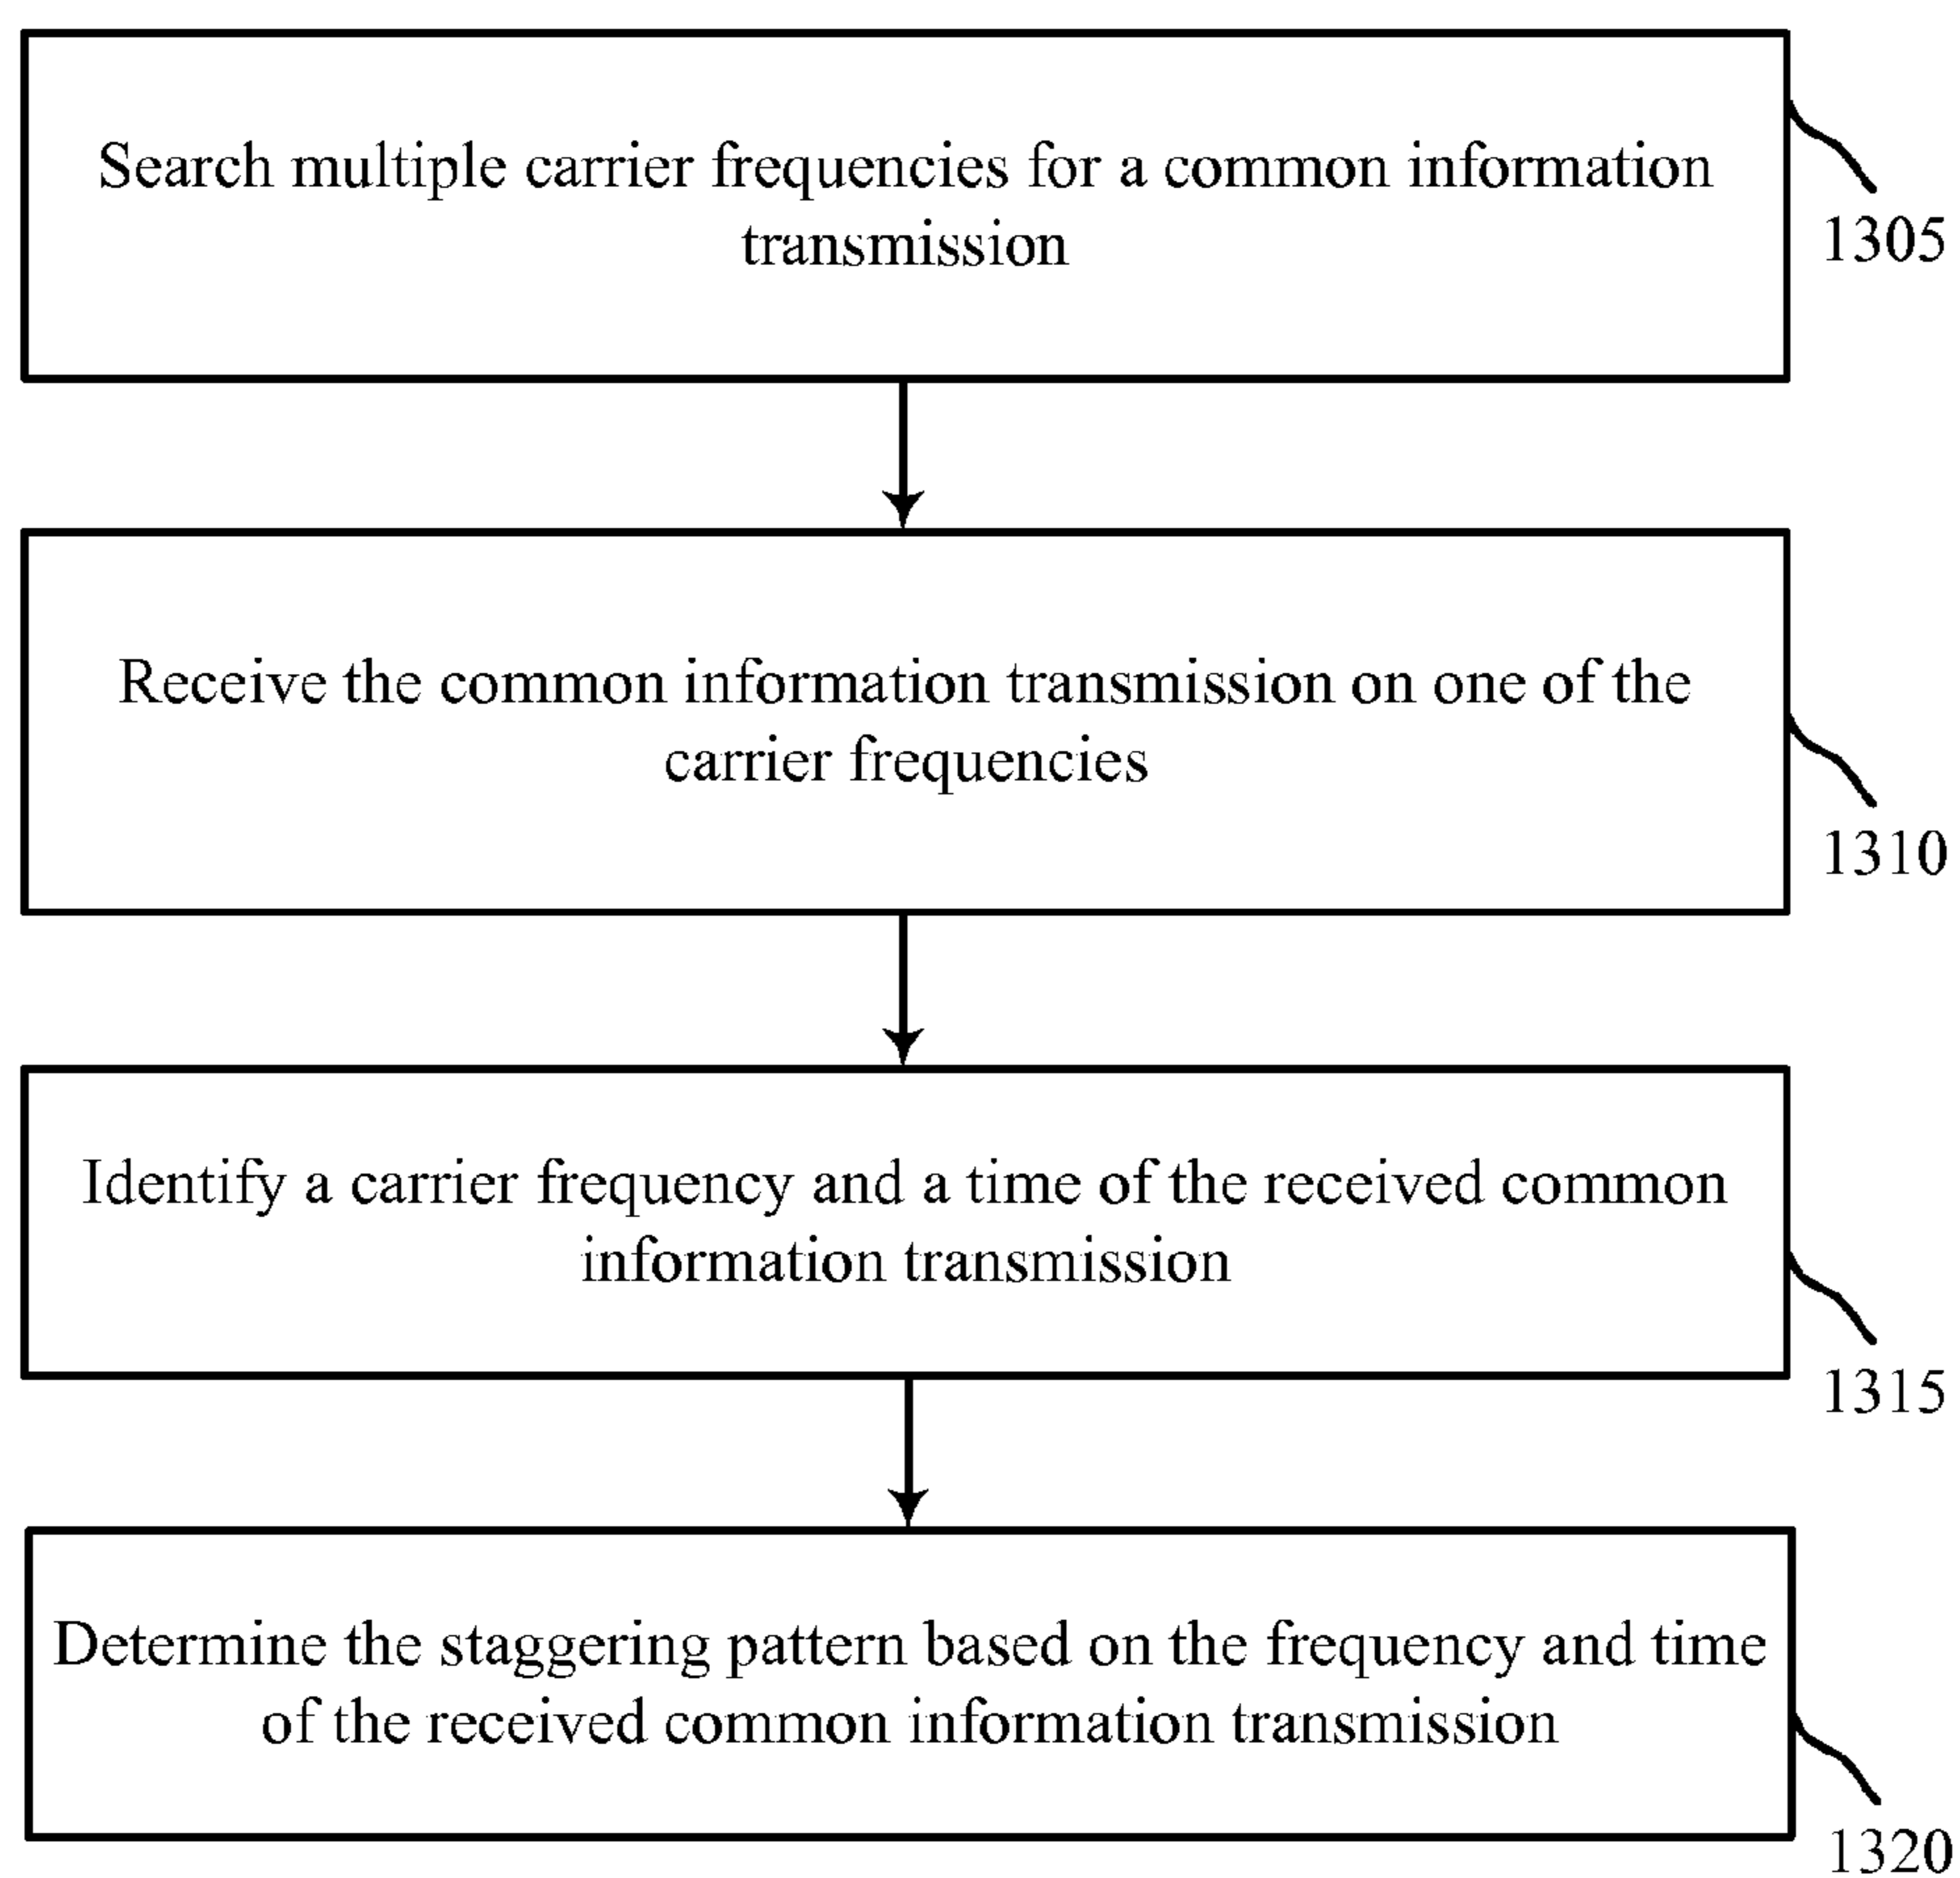 Search multiple carrier frequencies for a common information
transmission
1305
Receive the common information transmission on one of the
carrier frequencies
1310
Identify a carrier frequency and a time of the received common
information transmission
1315
Determine the staggering pattern based on the frequency and time
of the received common information transmission
1320